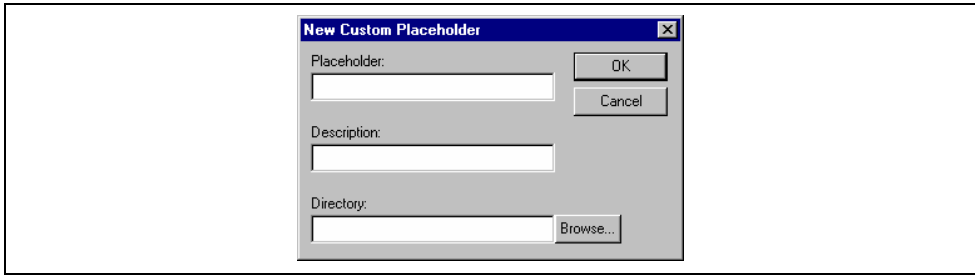 New Custom Placeholder
Placeholder:
OK
Cancel
Description:
Directory:
Browse...